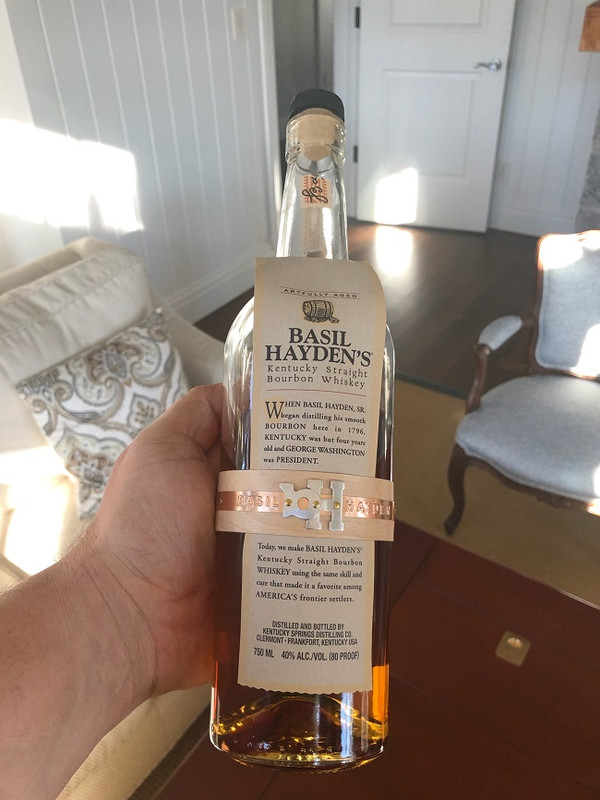 ARTFULLY AGED
BASIL
HAYDEN'S
Kentucky Straight
Bourbon Whiskey
WHEN BASIL HAYDEN, SR.
began distilling his smooth
BOURBON here in 1796,
KENTUCKY was but four years
old and GEORGE WASHINGTON
was PRESIDENT.
BASIL H HAYDEN
Today, we make BASIL HAYDEN'S®
Kentucky Straight Bourbon
WHISKEY using the same skill and
care that made it a favorite among
AMERICA'S frontier settlers.
DISTILLED AND BOTTLED BY
KENTUCKY SPRINGS DISTILLING CO.
CLERMONT • FRANKFORT, KENTUCKY USA
750 ML 40% ALC./VOL. (80 PROOF)